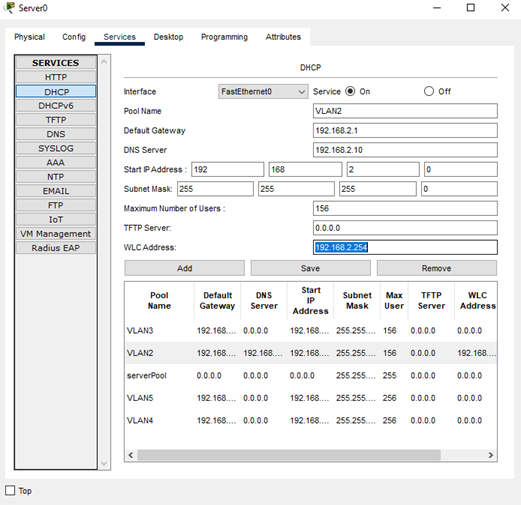 Server0
Physical Config Services Desktop Programming Attributes
SERVICES
HTTP
DHCP
DHCPv6
TFTP
DNS
SYSLOG
AAA
NTP
EMAIL
FTP
IoT
VM Management
Radius EAP
DHCP
Interface FastEthernet0 Service On Off
Pool Name VLAN2
Default Gateway 192.168.2.1
DNS Server 192.168.2.10
Start IP Address : 192 168 2 0
Subnet Mask: 255 255 255 0
Maximum Number of Users : 156
TFTP Server: 0.0.0.0
WLC Address: 192.168.2.254
Add Save Remove
Pool Name Default Gateway DNS Server Start IP Address Subnet Mask Max User TFTP Server WLC Address
VLAN3 192.168.... 0.0.0.0 192.168.... 255.255.... 156 0.0.0.0 0.0.0.0
VLAN2 192.168.... 192.168.... 192.168.... 255.255.... 156 0.0.0.0 192.168....
serverPool 0.0.0.0 0.0.0.0 0.0.0.0 255.255.... 255 0.0.0.0 0.0.0.0
VLAN5 192.168.... 0.0.0.0 192.168.... 255.255.... 256 0.0.0.0 0.0.0.0
VLAN4 192.168.... 0.0.0.0 192.168.... 255.255.... 256 0.0.0.0 0.0.0.0
Top